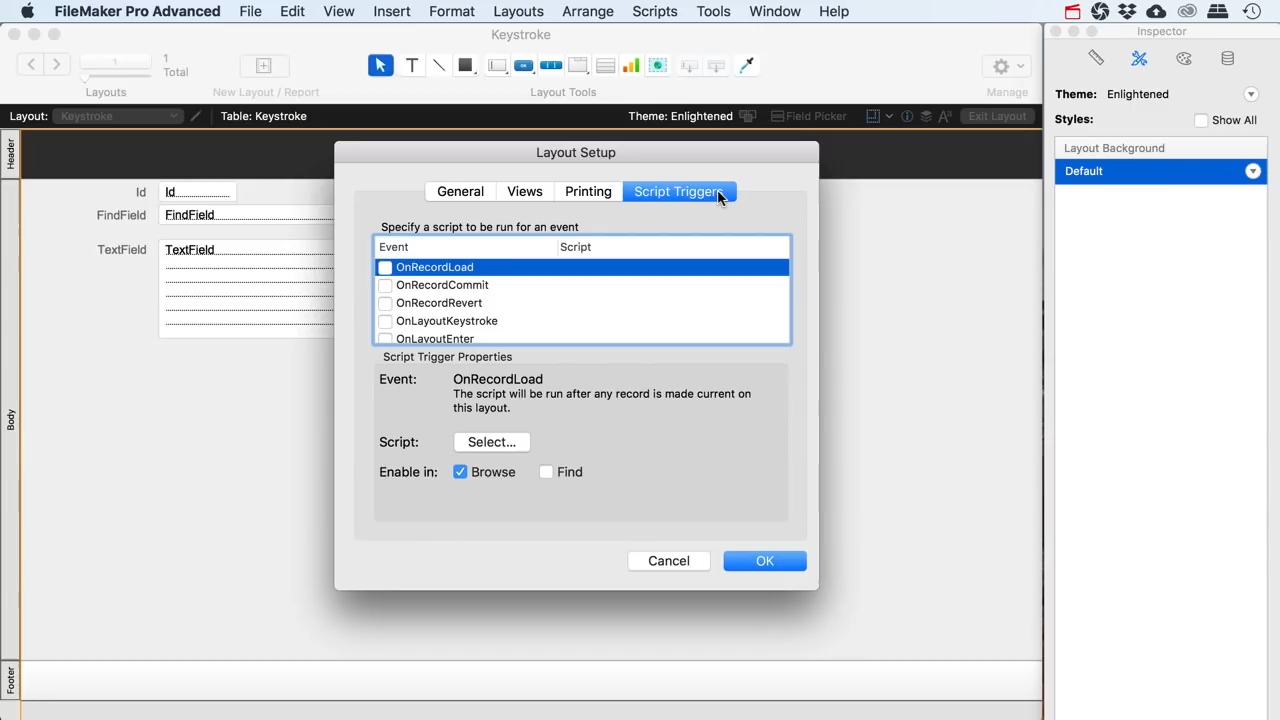 FileMaker Pro Advanced File Edit View Insert Format Layouts Arrange Scripts Tools Window Help
Keystroke
Inspector
1
1
Total
Layouts
New Layout / Report
Layout Tools
Manage
Theme: Enlightened
Styles:
Show All
Layout: Keystroke Table: Keystroke Theme: Enlightened Field Picker Exit Layout
Layout Background
Default
Header
Body
Footer
Id Id
FindField FindField
TextField TextField
Layout Setup
General Views Printing Script Triggers
Specify a script to be run for an event
Event Script
OnRecordLoad
OnRecordCommit
OnRecordRevert
OnLayoutKeystroke
OnLayoutEnter
Script Trigger Properties
Event: OnRecordLoad
The script will be run after any record is made current on
this layout.
Script: Select...
Enable in: Browse Find
Cancel OK